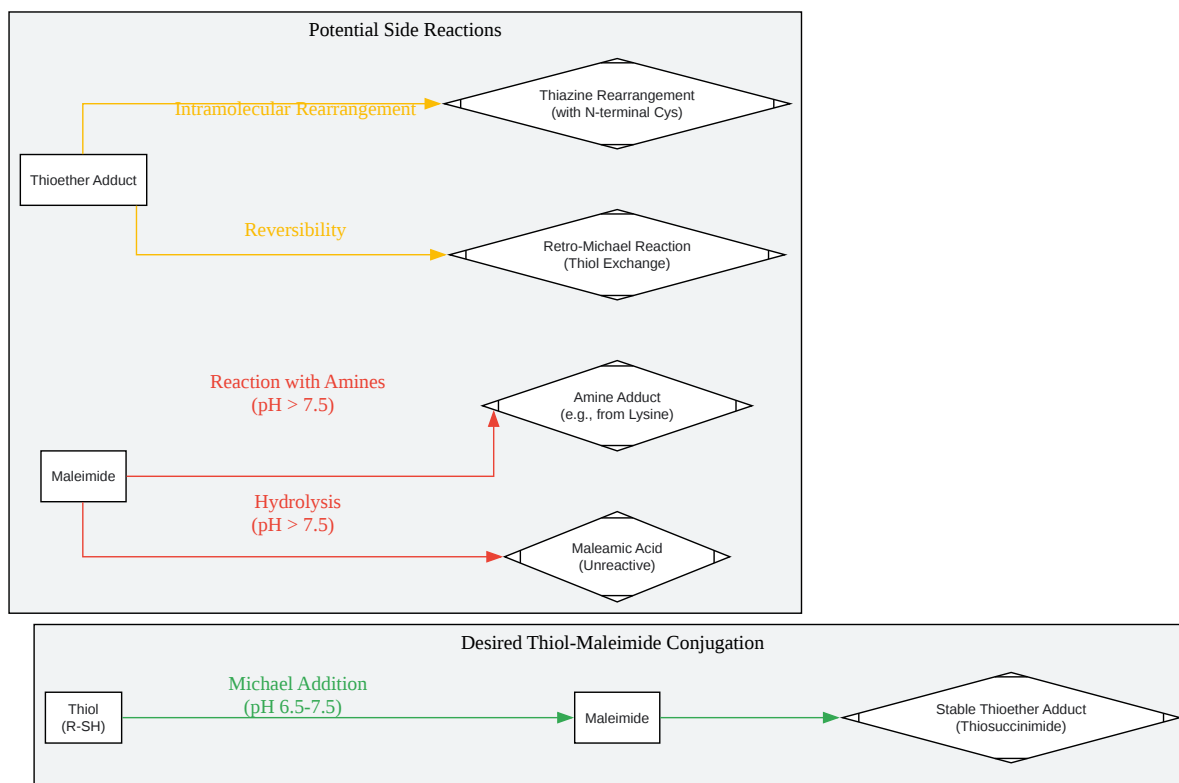 Potential Side Reactions
Thiazine Rearrangement
(with N-terminal Cys)
Intramolecular Rearrangement
Thioether Adduct
Reversibility
Retro-Michael Reaction
(Thiol Exchange)
Reaction with Amines
(pH > 7.5)
Amine Adduct
(e.g., from Lysine)
Maleimide
Hydrolysis
(pH > 7.5)
Maleamic Acid
(Unreactive)
Desired Thiol-Maleimide Conjugation
Thiol
(R-SH)
Michael Addition
(pH 6.5-7.5)
Maleimide
Stable Thioether Adduct
(Thiosuccinimide)